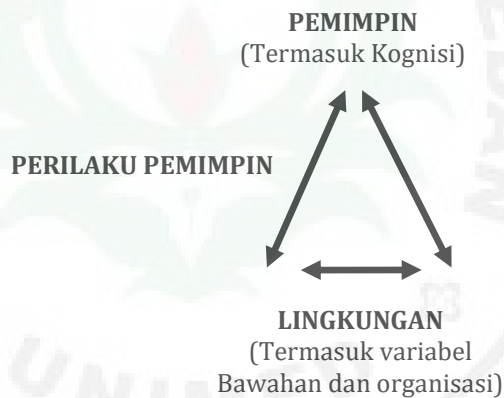 PEMIMPIN
(Termasuk Kognisi)
PERILAKU PEMIMPIN
LINGKUNGAN
(Termasuk variabel
Bawahan dan organisasi)